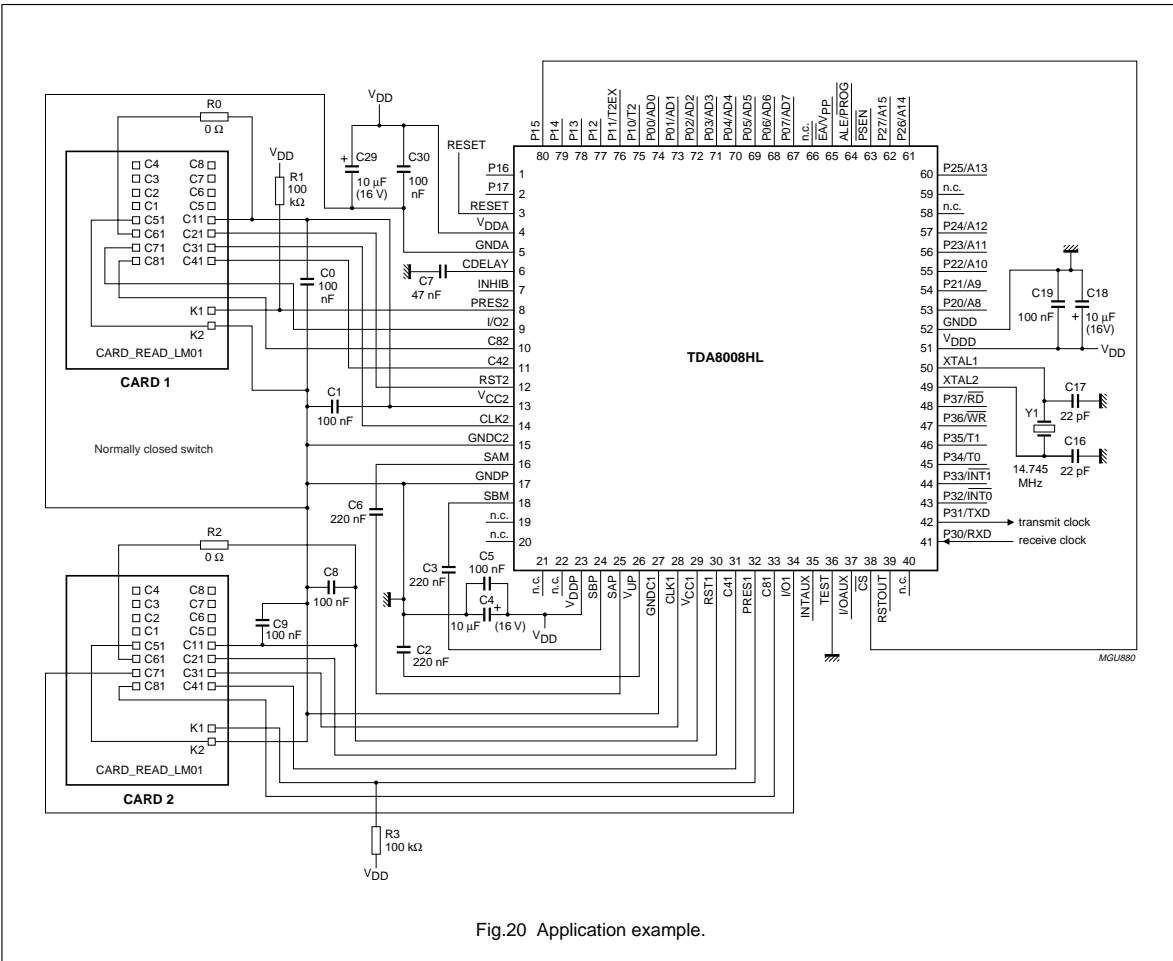 P15
P14
P13
P12
P11/T2EX
P10/T2
P00/AD0
P01/AD1
P02/AD2
P03/AD3
P04/AD4
P05/AD5
P06/AD6
P07/AD7
n.c.
EA/VPP
ALE/PROG
PSEN
P27/A15
P26/A14
80 79 78 77 76 75 74 73 72 71 70 69 68 67 66 65 64 63 62 61
R0
0 Ω
VDD
C4 C8
C3 C7
C2 C6
C1 C5
C51 C11
C61 C21
C71 C31
C81 C41
K1
K2
CARD_READ_LM01
CARD 1
Normally closed switch
VDD
R1
100
kΩ
C0
100
nF
+ C29
10 μF
(16 V)
C30
100
nF
RESET
C7
47 nF
C1
100 nF
P16 1
P17 2
RESET 3
VDDA 4
GNDA 5
CDELAY 6
INHIB 7
PRES2 8
I/O2 9
C82 10
C42 11
RST2 12
VCC2 13
CLK2 14
GNDC2 15
SAM 16
GNDP 17
SBM 18
n.c. 19
n.c. 20
TDA8008HL
60 P25/A13
59 n.c.
58 n.c.
57 P24/A12
56 P23/A11
55 P22/A10
54 P21/A9
53 P20/A8
52 GNDD
51 VDDD
50 XTAL1
49 XTAL2
48 P37/RD
47 P36/WR
46 P35/T1
45 P34/T0
44 P33/INT1
43 P32/INT0
42 P31/TXD
41 P30/RXD
C19
100 nF
C18
+ 10 μF
(16V)
VDD
C17
22 pF
Y1
C16
22 pF
14.745
MHz
transmit clock
receive clock
21 22 23 24 25 26 27 28 29 30 31 32 33 34 35 36 37 38 39 40
n.c.
n.c.
VDDP
SBP
SAP
VUP
GNDC1
CLK1
VCC1
RST1
C41
PRES1
C81
I/O1
INTAUX
TEST
I/OAUX
CS
RSTOUT
n.c.
C6
220 nF
C3
220 nF
C5
100 nF
C4 +
10 μF (16 V)
VDD
C2
220 nF
R2
0 Ω
C8
100 nF
C9
100 nF
C4 C8
C3 C7
C2 C6
C1 C5
C51 C11
C61 C21
C71 C31
C81 C41
K1
K2
CARD_READ_LM01
CARD 2
R3
100 kΩ
VDD
MGU880
Fig.20 Application example.